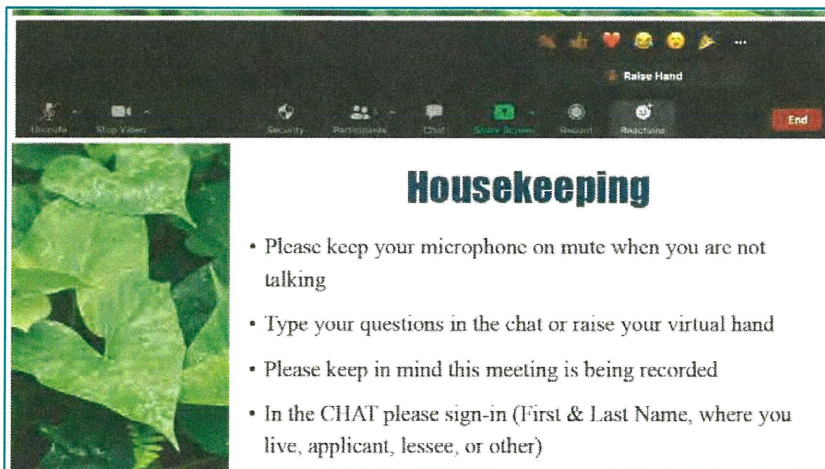 Raise Hand
Unmute Stop Video Security Participants Chat Share Screen Record Reactions End
Housekeeping
• Please keep your microphone on mute when you are not
talking
• Type your questions in the chat or raise your virtual hand
• Please keep in mind this meeting is being recorded
• In the CHAT please sign-in (First & Last Name, where you
live, applicant, lessee, or other)